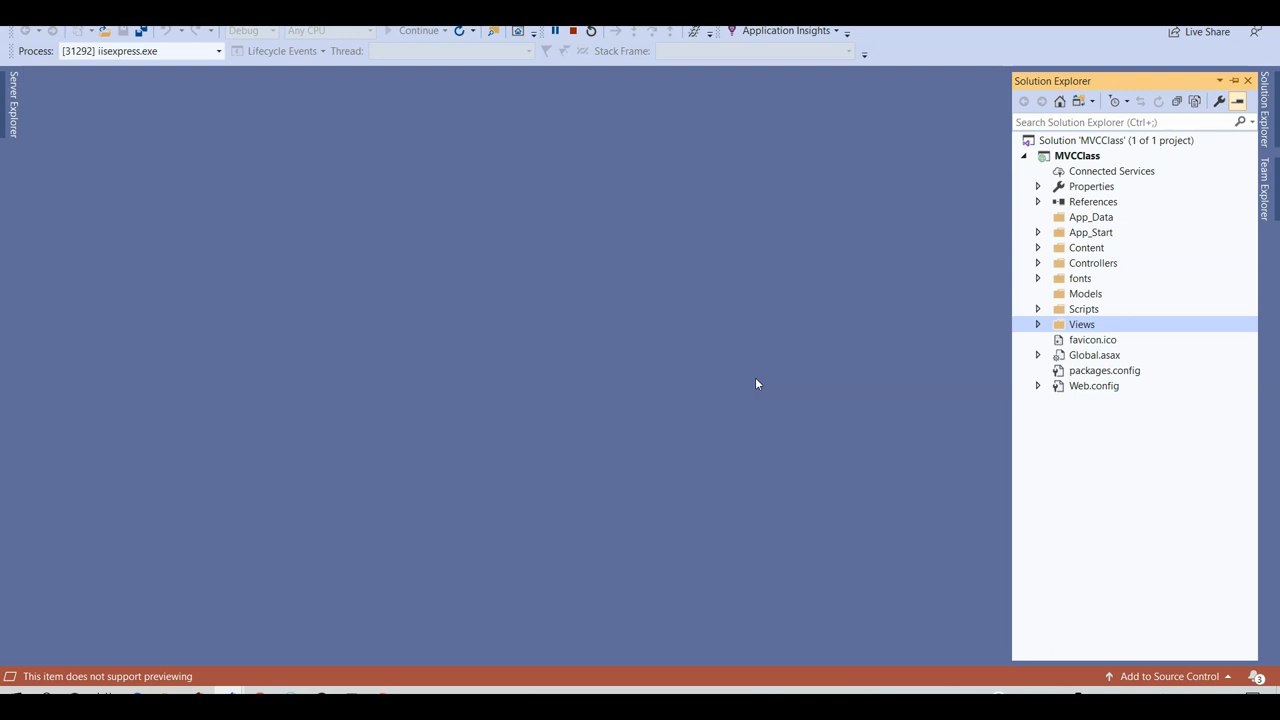 Debug
Any CPU
Continue
Application Insights
Live Share
Process: [31292] iisexpress.exe
Lifecycle Events
Thread:
Stack Frame:
Server Explorer
Solution Explorer
Search Solution Explorer (Ctrl+;)
Solution 'MVCClass' (1 of 1 project)
MVCClass
Connected Services
Properties
References
App_Data
App_Start
Content
Controllers
fonts
Models
Scripts
Views
favicon.ico
Global.asax
packages.config
Web.config
Solution Explorer
Team Explorer
This item does not support previewing
Add to Source Control
3